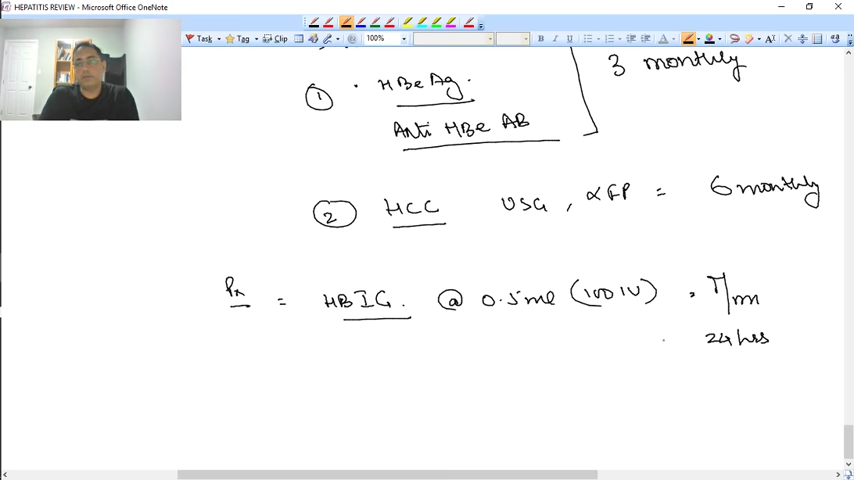 HEPATITIS REVIEW - Microsoft Office OneNote
Task Tag Clip 100%
① HBeAg.
3 monthly
Anti HBe AB
② HCC USG, αFP = 6 monthly
Px = HBIG. @ 0.5ml (100 IU)
24 hrs